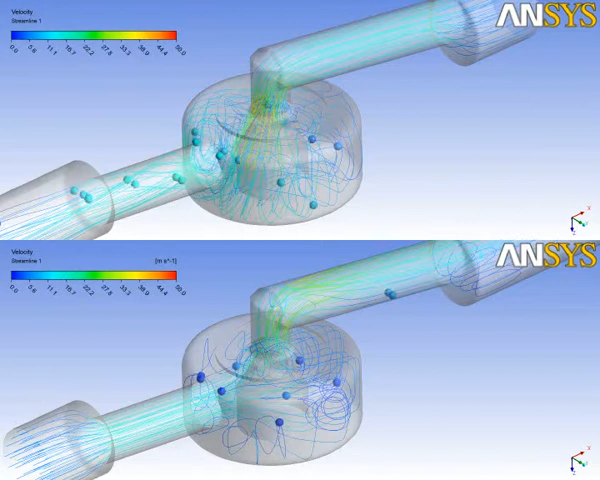 Velocity
Streamline 1
ANSYS
0.0 5.6 11.1 16.7 22.2 27.8 33.3 38.9 44.4 50.0
X
Y
Z
Velocity
Streamline 1
[m s^-1]
ANSYS
0.0 5.6 11.1 16.7 22.2 27.8 33.3 38.9 44.4 50.0
X
Y
Z